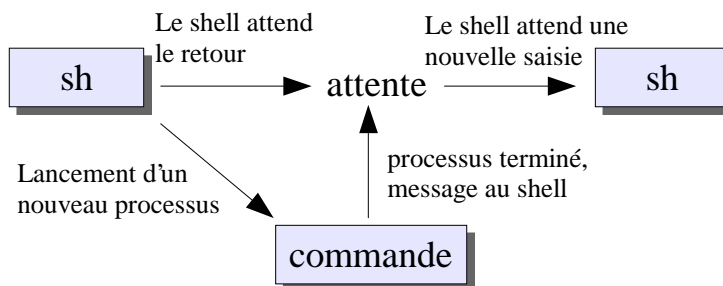 Le shell attend
le retour
Le shell attend une
nouvelle saisie
sh
attente
sh
Lancement d'un
nouveau processus
processus terminé,
message au shell
commande